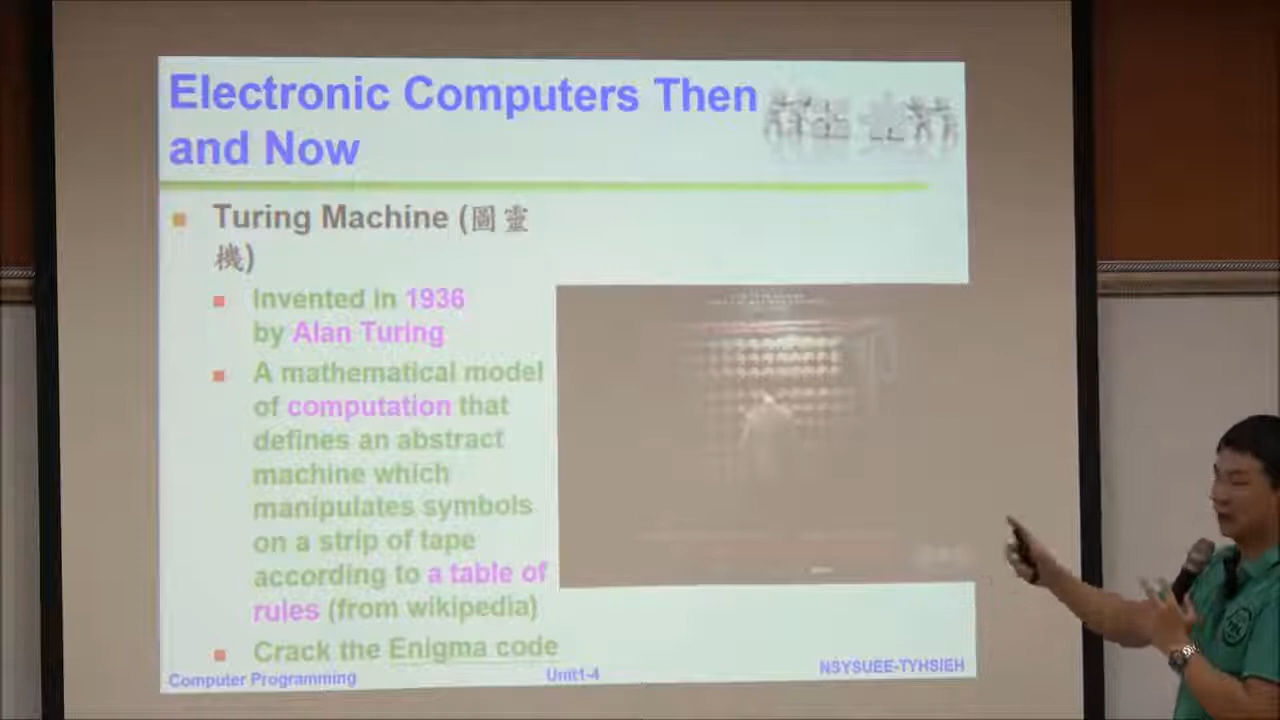 Electronic Computers Then
and Now
Turing Machine (圖靈
機)
Invented in 1936
by Alan Turing
A mathematical model
of computation that
defines an abstract
machine which
manipulates symbols
on a strip of tape
according to a table of
rules (from wikipedia)
Crack the Enigma code
Computer Programming
Unit1-4
NSYSUEE-TYHSIEH